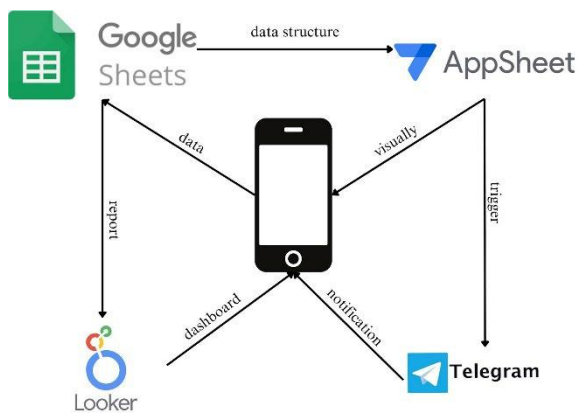 Google
Sheets
data structure
AppSheet
data
visually
report
trigger
dashboard
notification
Looker
Telegram